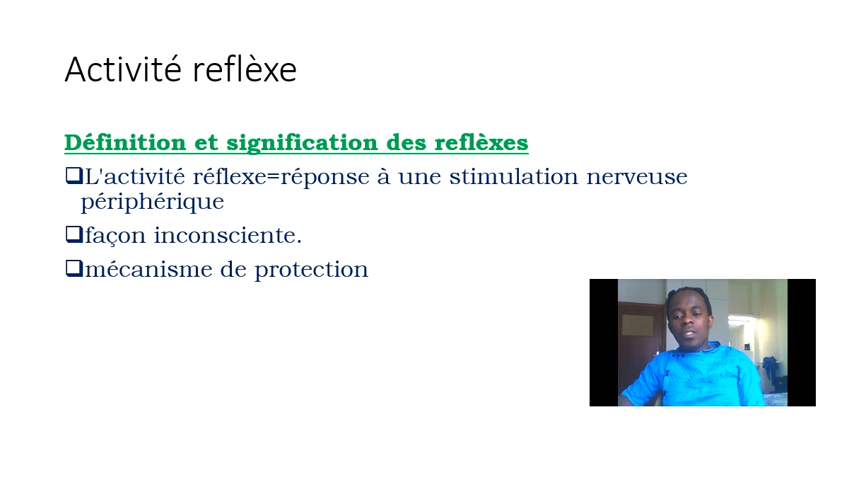 Activité reflèxe
Définition et signification des reflèxes
L'activité réflexe=réponse à une stimulation nerveuse
périphérique
façon inconsciente.
mécanisme de protection